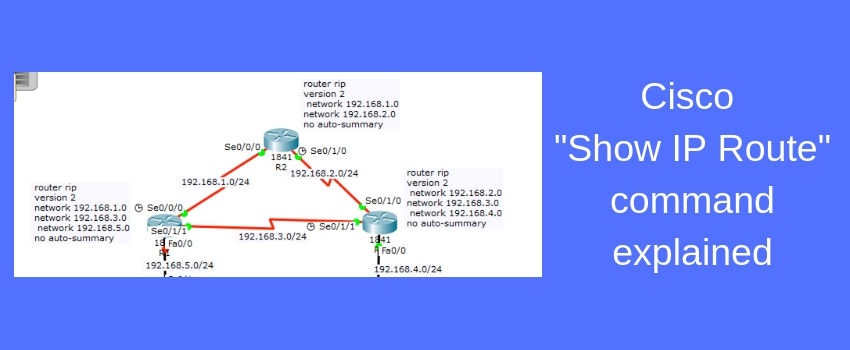 router rip
version 2
network 192.168.1.0
network 192.168.2.0
no auto-summary
Se0/0/0
Se0/1/0
1841
R2
192.168.1.0/24
192.168.2.0/24
router rip
version 2
network 192.168.1.0
network 192.168.3.0
network 192.168.5.0
no auto-summary
Se0/0/0
Se0/1/1
18
Fa0/0
R1
192.168.5.0/24
192.168.3.0/24
router rip
version 2
network 192.168.2.0
network 192.168.3.0
network 192.168.4.0
no auto-summary
Se0/1/0
Se0/1/1
1841
Fa0/0
192.168.4.0/24
Cisco
"Show IP Route"
command
explained